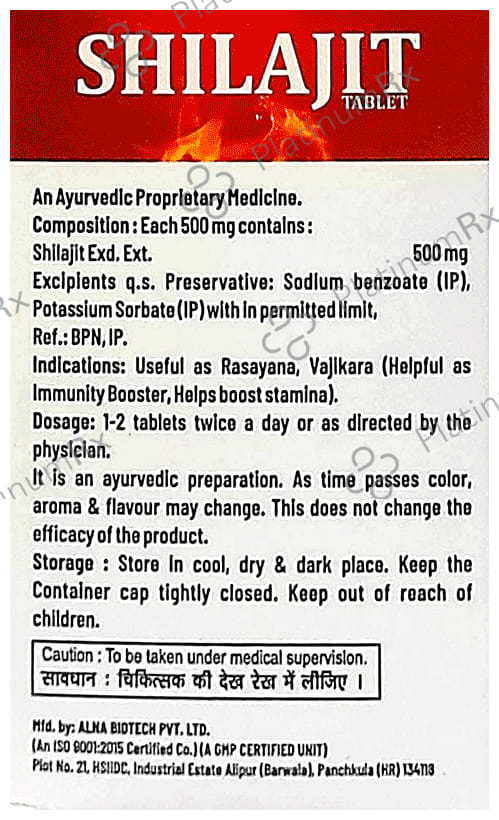 SHILAJIT
TABLET
An Ayurvedic Proprietary Medicine.
Composition : Each 500 mg contains :
Shilajit Exd. Ext. 500 mg
Excipients q.s. Preservative: Sodium benzoate (IP),
Potassium Sorbate (IP) with in permitted limit,
Ref.: BPN, IP.
Indications: Useful as Rasayana, Vajikara (Helpful as
Immunity Booster, Helps boost stamina).
Dosage: 1-2 tablets twice a day or as directed by the
physician.
It is an ayurvedic preparation. As time passes color,
aroma & flavour may change. This does not change the
efficacy of the product.
Storage : Store in cool, dry & dark place. Keep the
Container cap tightly closed. Keep out of reach of
children.
Caution : To be taken under medical supervision.
सावधान : चिकित्सक की देख रेख में लीजिए ।
Mfd. by: ALNA BIOTECH PVT. LTD.
(An ISO 9001:2015 Certified Co.) (A GMP CERTIFIED UNIT)
Plot No. 21, HSIIDC, Industrial Estate Alipur (Barwala), Panchkula (HR) 134118
PlatinumRx
PlatinumRx
PlatinumRx
PlatinumRx